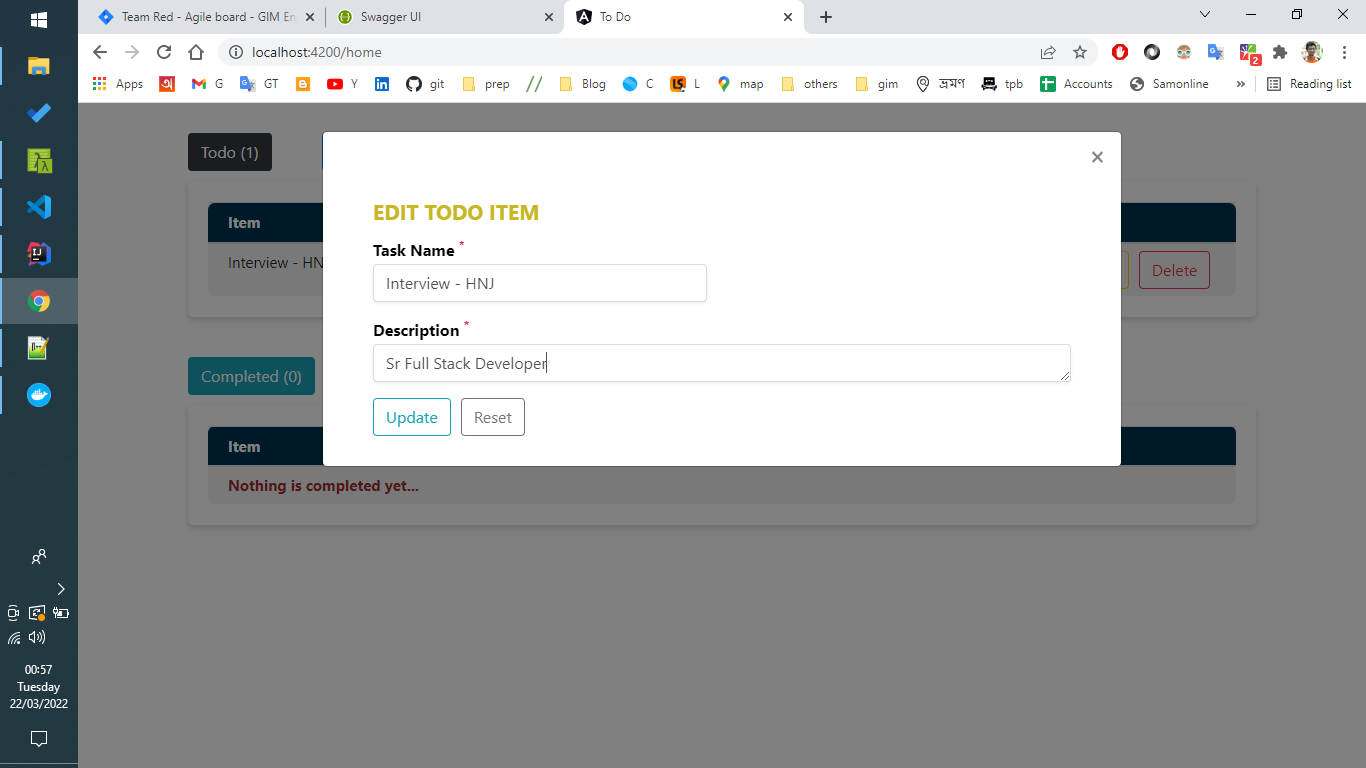 Team Red - Agile board - GIM En
Swagger UI
To Do
localhost:4200/home
2
Apps
G
GT
Y
git
prep
Blog
C
L
map
others
gim
ভ্রমণ
tpb
Accounts
Samonline
Reading list
Todo (1)
Item
Interview - HN
Delete
EDIT TODO ITEM
Task Name *
Interview - HNJ
Description *
Sr Full Stack Developer
Update
Reset
Completed (0)
Item
Nothing is completed yet...
00:57
Tuesday
22/03/2022